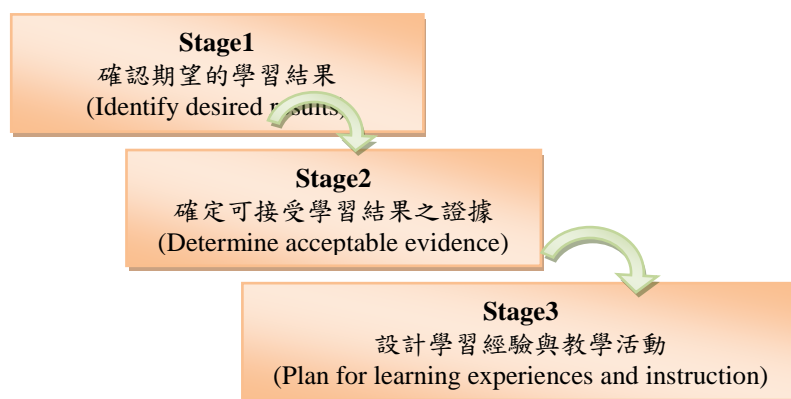 Stage1
確認期望的學習結果
(Identify desired results)
Stage2
確定可接受學習結果之證據
(Determine acceptable evidence)
Stage3
設計學習經驗與教學活動
(Plan for learning experiences and instruction)